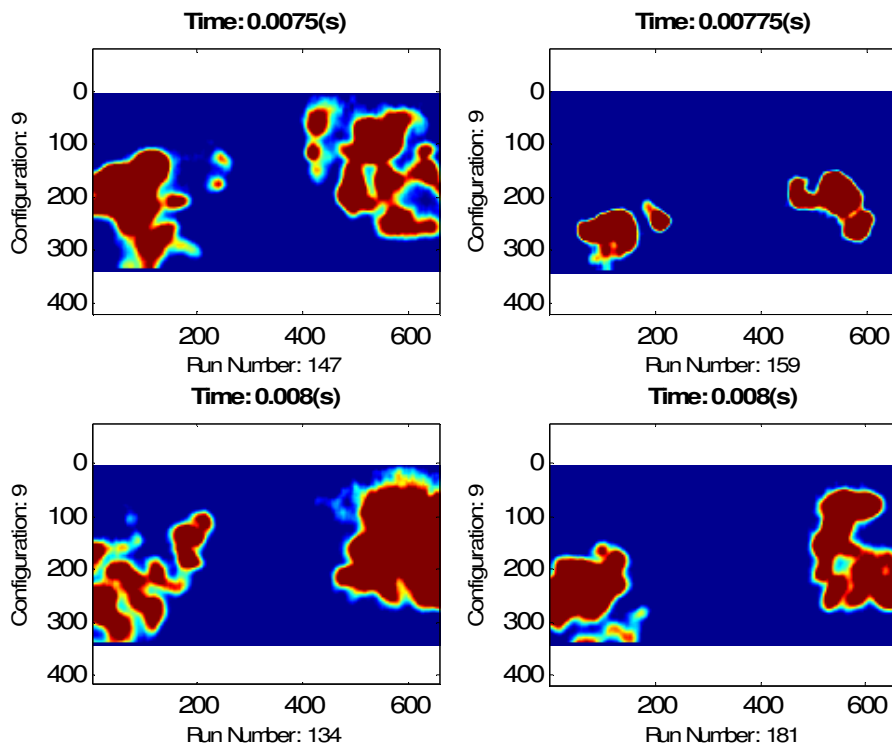 Time: 0.0075(s)
0
100
200
300
400
Configuration: 9
200 400 600
Run Number: 147
Time: 0.00775(s)
0
100
200
300
400
Configuration: 9
200 400 600
Run Number: 159
Time: 0.008(s)
0
100
200
300
400
Configuration: 9
200 400 600
Run Number: 134
Time: 0.008(s)
0
100
200
300
400
Configuration: 9
200 400 600
Run Number: 181